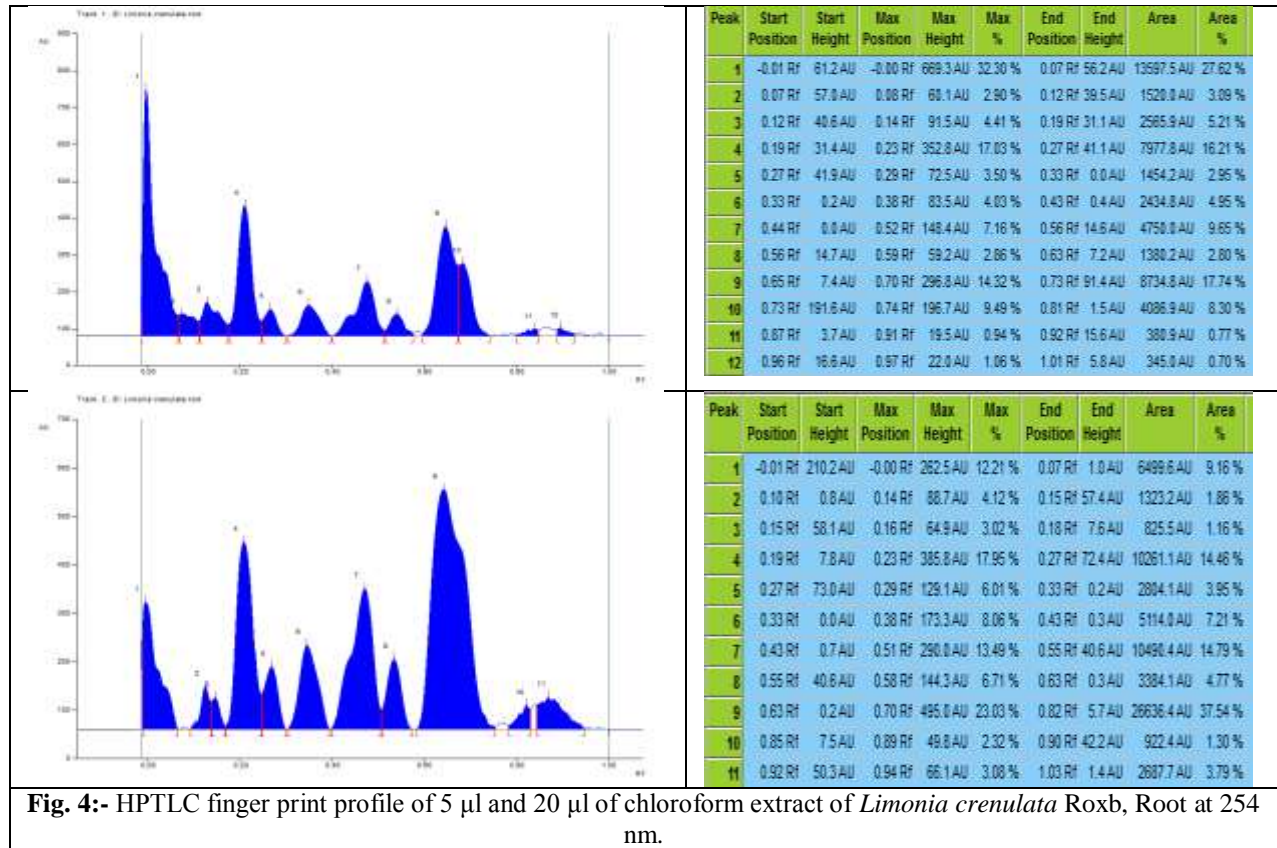 Track 1, ID: Limonia crenulata root
Peak Start Position Start Height Max Position Max Height Max % End Position End Height Area Area %
1 -0.01 Rf 61.2 AU -0.00 Rf 669.3 AU 32.30 % 0.07 Rf 56.2 AU 13597.5 AU 27.62 %
2 0.07 Rf 57.0 AU 0.08 Rf 60.1 AU 2.90 % 0.12 Rf 39.5 AU 1520.0 AU 3.09 %
3 0.12 Rf 40.6 AU 0.14 Rf 91.5 AU 4.41 % 0.19 Rf 31.1 AU 2565.9 AU 5.21 %
4 0.19 Rf 31.4 AU 0.23 Rf 352.8 AU 17.03 % 0.27 Rf 41.1 AU 7977.8 AU 16.21 %
5 0.27 Rf 41.9 AU 0.29 Rf 72.5 AU 3.50 % 0.33 Rf 0.0 AU 1454.2 AU 2.95 %
6 0.33 Rf 0.2 AU 0.38 Rf 83.5 AU 4.03 % 0.43 Rf 0.4 AU 2434.8 AU 4.95 %
7 0.44 Rf 0.0 AU 0.52 Rf 148.4 AU 7.16 % 0.56 Rf 14.6 AU 4750.0 AU 9.65 %
8 0.56 Rf 14.7 AU 0.59 Rf 59.2 AU 2.86 % 0.63 Rf 7.2 AU 1380.2 AU 2.80 %
9 0.65 Rf 7.4 AU 0.70 Rf 296.8 AU 14.32 % 0.73 Rf 91.4 AU 8734.8 AU 17.74 %
10 0.73 Rf 191.6 AU 0.74 Rf 196.7 AU 9.49 % 0.81 Rf 1.5 AU 4086.9 AU 8.30 %
11 0.87 Rf 3.7 AU 0.91 Rf 19.5 AU 0.94 % 0.92 Rf 15.6 AU 380.9 AU 0.77 %
12 0.96 Rf 16.6 AU 0.97 Rf 22.0 AU 1.06 % 1.01 Rf 5.8 AU 345.0 AU 0.70 %
Track 2, ID: Limonia crenulata root
Peak Start Position Start Height Max Position Max Height Max % End Position End Height Area Area %
1 -0.01 Rf 210.2 AU -0.00 Rf 262.5 AU 12.21 % 0.07 Rf 1.0 AU 6499.6 AU 9.16 %
2 0.10 Rf 0.8 AU 0.14 Rf 88.7 AU 4.12 % 0.15 Rf 57.4 AU 1323.2 AU 1.86 %
3 0.15 Rf 58.1 AU 0.16 Rf 64.9 AU 3.02 % 0.18 Rf 7.6 AU 825.5 AU 1.16 %
4 0.19 Rf 7.8 AU 0.23 Rf 385.8 AU 17.95 % 0.27 Rf 72.4 AU 10261.1 AU 14.46 %
5 0.27 Rf 73.0 AU 0.29 Rf 129.1 AU 6.01 % 0.33 Rf 0.2 AU 2804.1 AU 3.95 %
6 0.33 Rf 0.0 AU 0.38 Rf 173.3 AU 8.06 % 0.43 Rf 0.3 AU 5114.0 AU 7.21 %
7 0.43 Rf 0.7 AU 0.51 Rf 290.0 AU 13.49 % 0.55 Rf 40.6 AU 10490.4 AU 14.79 %
8 0.55 Rf 40.6 AU 0.58 Rf 144.3 AU 6.71 % 0.63 Rf 0.3 AU 3384.1 AU 4.77 %
9 0.63 Rf 0.2 AU 0.70 Rf 495.0 AU 23.03 % 0.82 Rf 5.7 AU 26636.4 AU 37.54 %
10 0.85 Rf 7.5 AU 0.89 Rf 49.8 AU 2.32 % 0.90 Rf 42.2 AU 922.4 AU 1.30 %
11 0.92 Rf 50.3 AU 0.94 Rf 66.1 AU 3.08 % 1.03 Rf 1.4 AU 2687.7 AU 3.79 %
Fig. 4:- HPTLC finger print profile of 5 µl and 20 µl of chloroform extract of Limonia crenulata Roxb, Root at 254
nm.